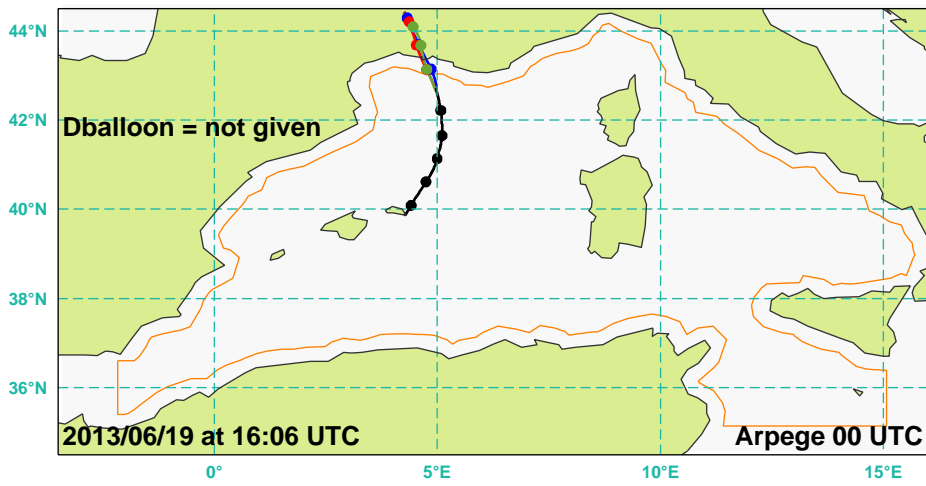 44°N
42°N
Dballoon = not given
40°N
38°N
36°N
2013/06/19 at 16:06 UTC
Arpege 00 UTC
0°
5°E
10°E
15°E